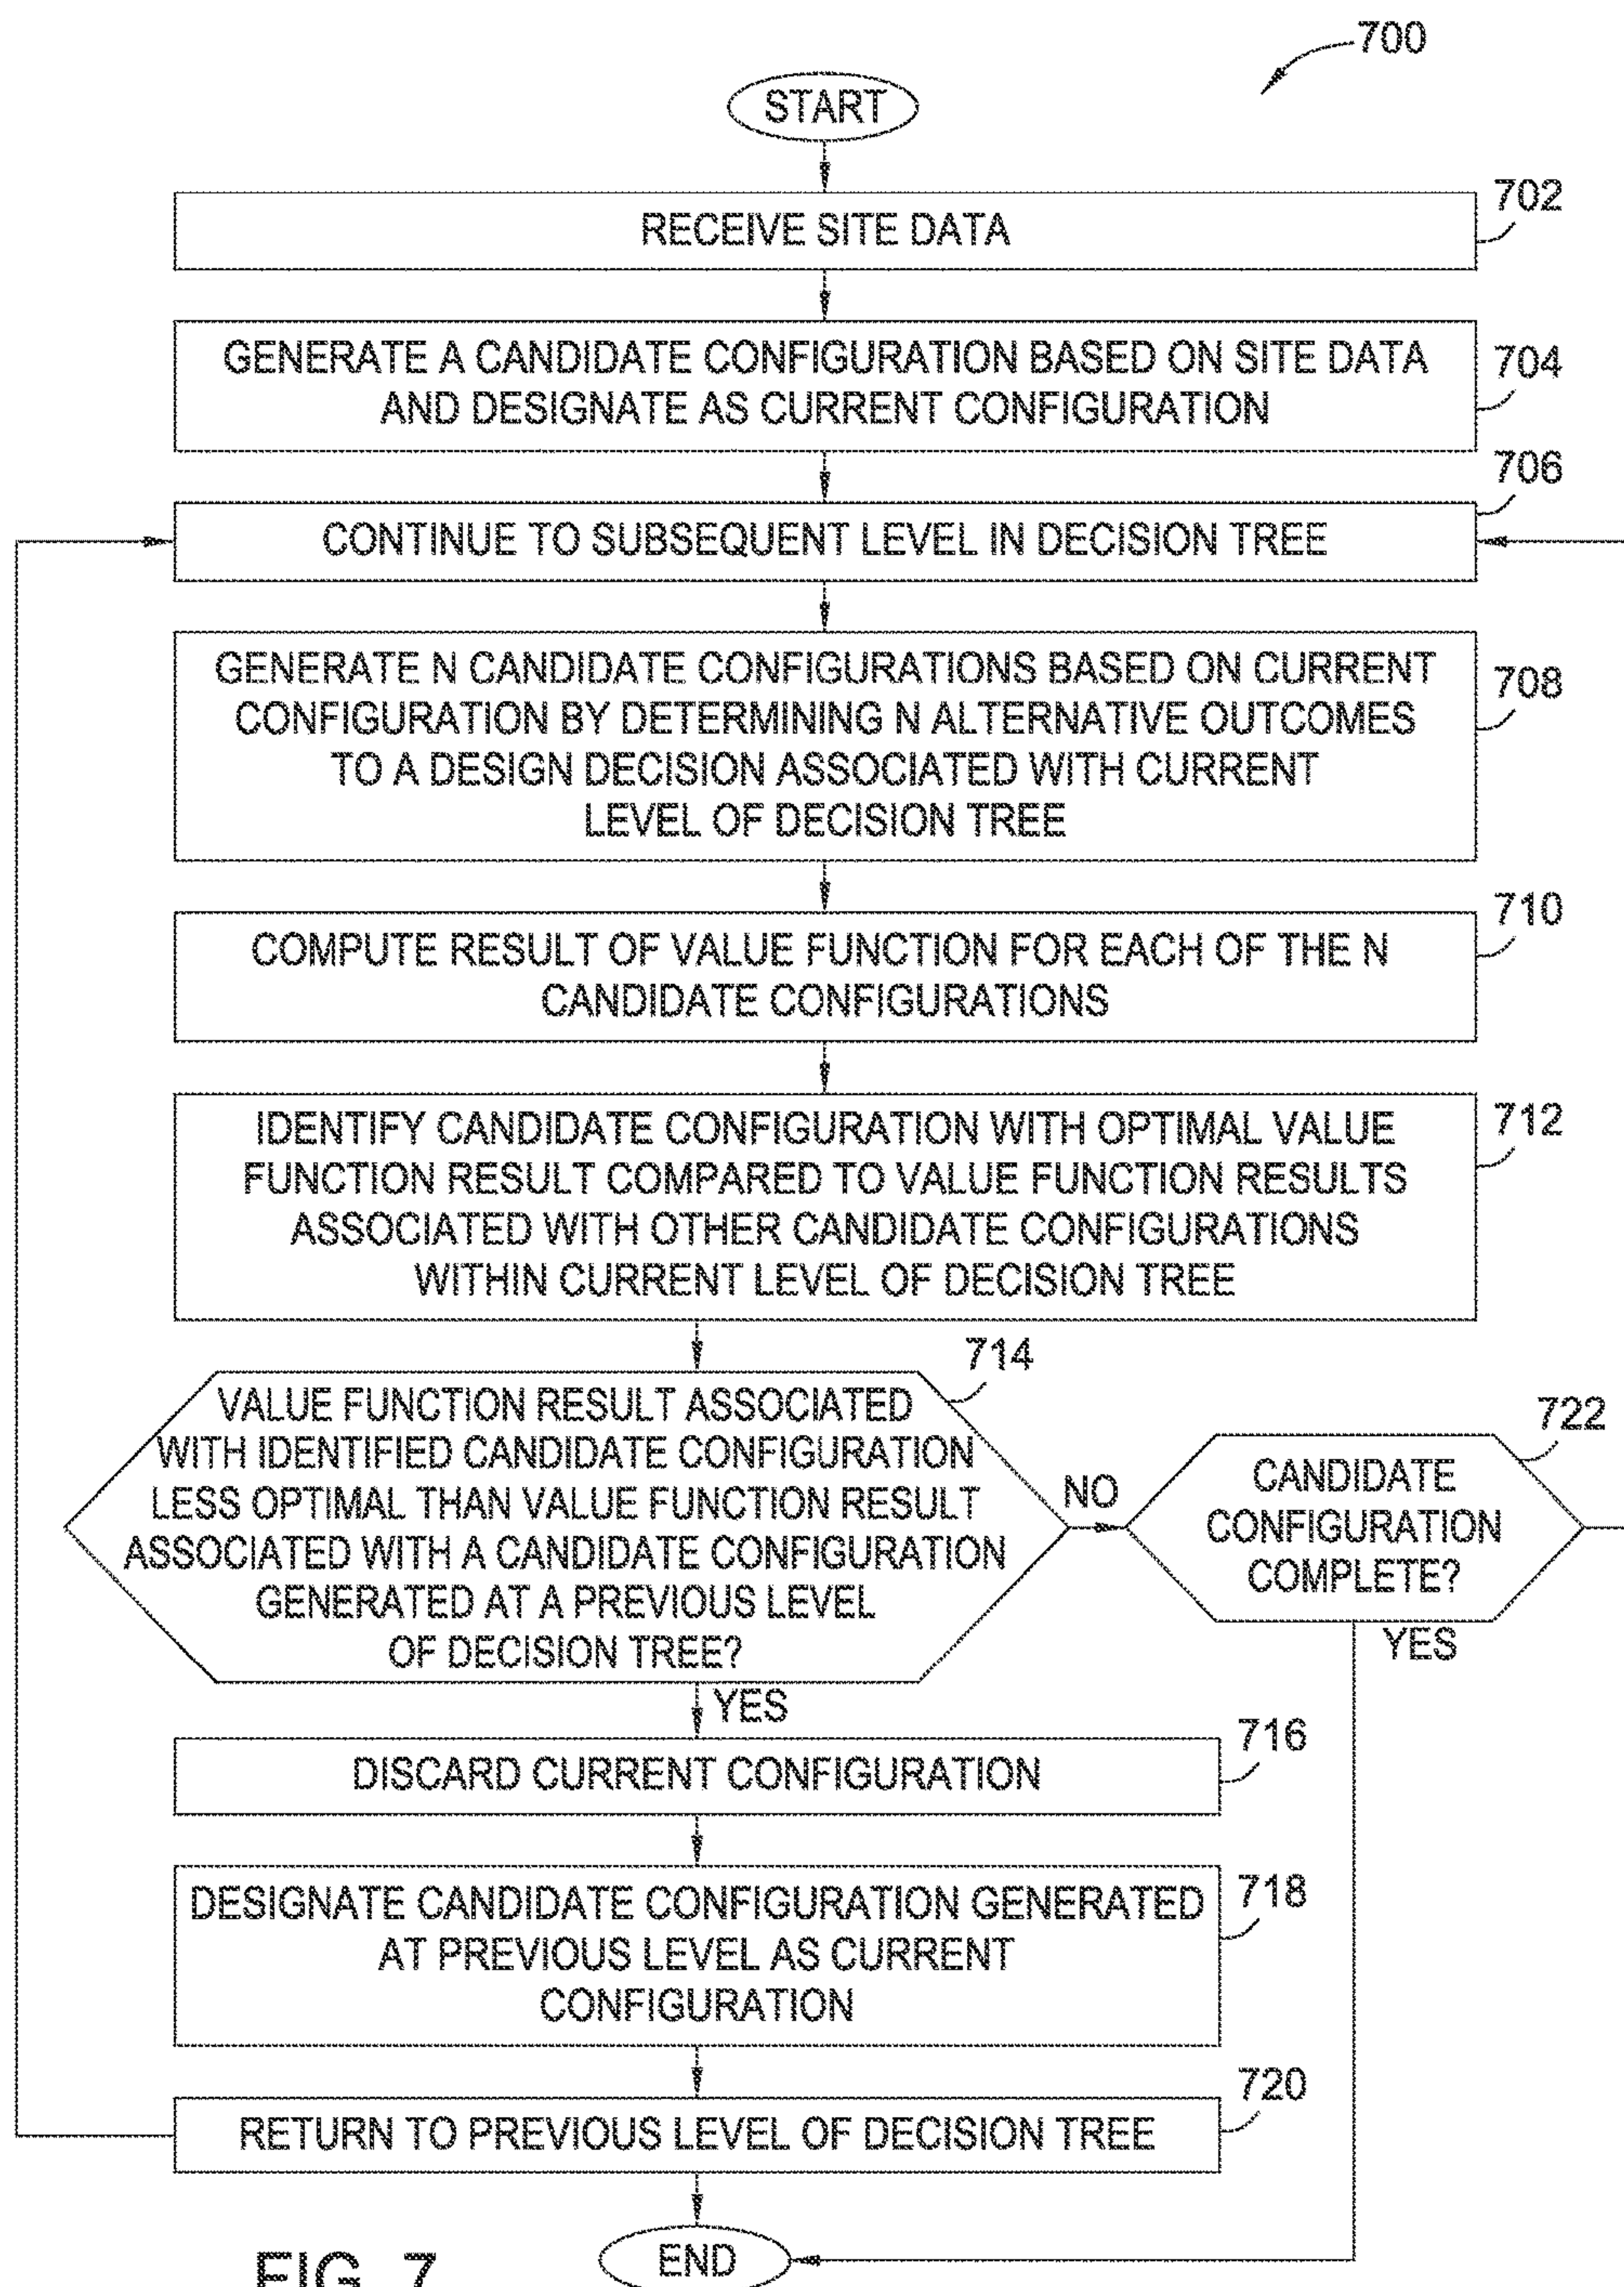 700
START
702
RECEIVE SITE DATA
704
GENERATE A CANDIDATE CONFIGURATION BASED ON SITE DATA
AND DESIGNATE AS CURRENT CONFIGURATION
706
CONTINUE TO SUBSEQUENT LEVEL IN DECISION TREE
708
GENERATE N CANDIDATE CONFIGURATIONS BASED ON CURRENT
CONFIGURATION BY DETERMINING N ALTERNATIVE OUTCOMES
TO A DESIGN DECISION ASSOCIATED WITH CURRENT
LEVEL OF DECISION TREE
710
COMPUTE RESULT OF VALUE FUNCTION FOR EACH OF THE N
CANDIDATE CONFIGURATIONS
712
IDENTIFY CANDIDATE CONFIGURATION WITH OPTIMAL VALUE
FUNCTION RESULT COMPARED TO VALUE FUNCTION RESULTS
ASSOCIATED WITH OTHER CANDIDATE CONFIGURATIONS
WITHIN CURRENT LEVEL OF DECISION TREE
714
VALUE FUNCTION RESULT ASSOCIATED
WITH IDENTIFIED CANDIDATE CONFIGURATION
LESS OPTIMAL THAN VALUE FUNCTION RESULT
ASSOCIATED WITH A CANDIDATE CONFIGURATION
GENERATED AT A PREVIOUS LEVEL
OF DECISION TREE?
NO
722
CANDIDATE
CONFIGURATION
COMPLETE?
YES
YES
716
DISCARD CURRENT CONFIGURATION
718
DESIGNATE CANDIDATE CONFIGURATION GENERATED
AT PREVIOUS LEVEL AS CURRENT
CONFIGURATION
720
RETURN TO PREVIOUS LEVEL OF DECISION TREE
END
FIG. 7